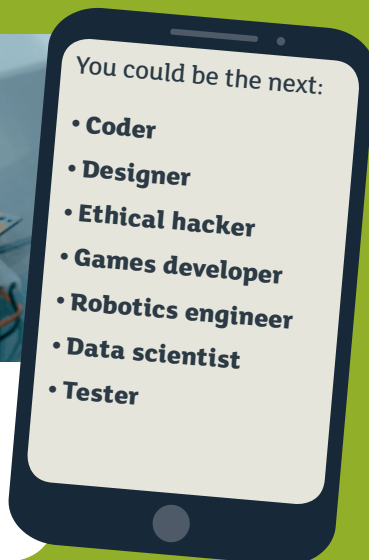 You could be the next:
• Coder
• Designer
• Ethical hacker
• Games developer
• Robotics engineer
• Data scientist
• Tester